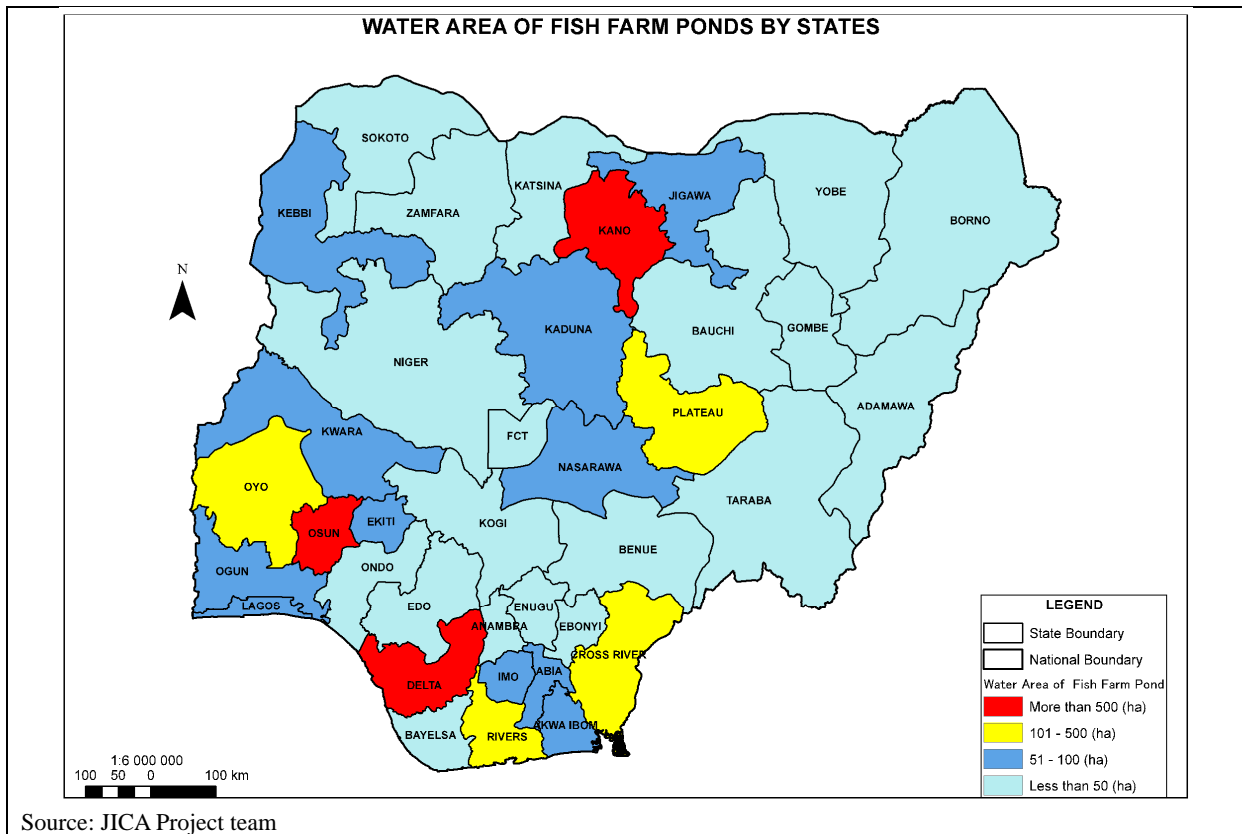 WATER AREA OF FISH FARM PONDS BY STATES
SOKOTO
KATSINA
YOBE
JIGAWA
BORNO
KEBBI
ZAMFARA
KANO
N
KADUNA
BAUCHI
GOMBE
NIGER
ADAMAWA
PLATEAU
KWARA
FCT
NASARAWA
OYO
TARABA
OSUN
EKITI
KOGI
BENUE
OGUN
ONDO
LAGOS
EDO
ENUGU
ANAMBRA
EBONYI
CROSS RIVER
DELTA
IMO
ABIA
AKWA IBOM
BAYELSA
RIVERS
LEGEND
State Boundary
National Boundary
Water Area of Fish Farm Pond
More than 500 (ha)
101 - 500 (ha)
51 - 100 (ha)
Less than 50 (ha)
1:6 000 000
100 50 0 100 km
Source: JICA Project team